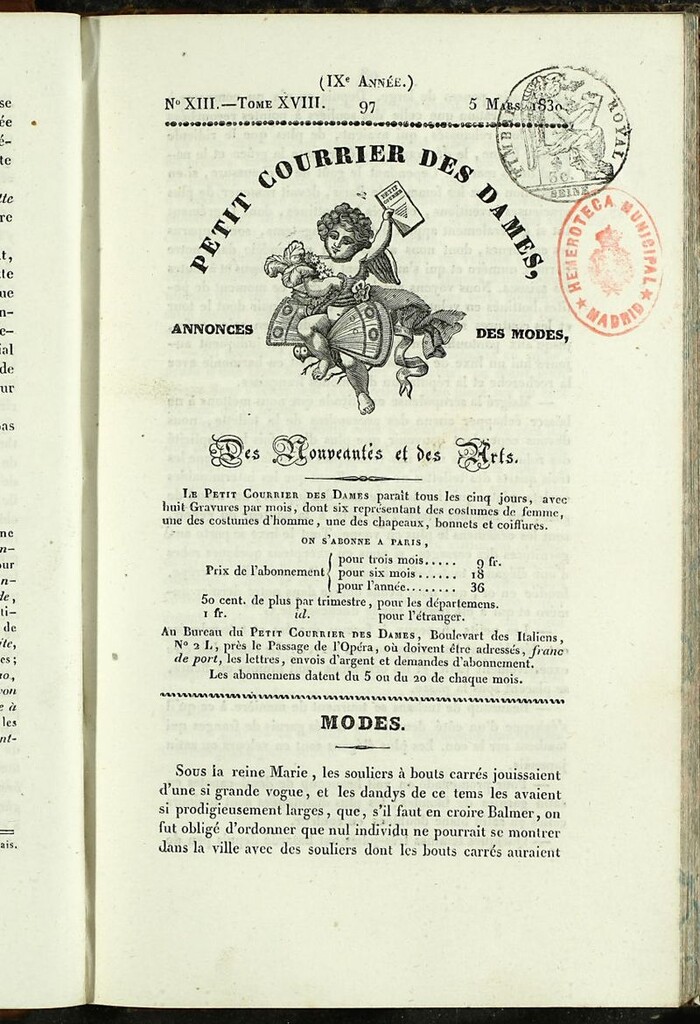 (IXe Année.)
No XIII.—Tome XVIII. 97 5 Mars 1830.
TIMBRE ROYAL
SEINE
HEMEROTECA MUNICIPAL
MADRID
PETIT COURRIER DES DAMES,
PETIT COURRIER
ANNONCES DES MODES,
Des Nouveautés et des Arts.
Le Petit Courrier des Dames paraît tous les cinq jours, avec
huit Gravures par mois, dont six représentant des costumes de femme,
une des costumes d'homme, une des chapeaux, bonnets et coiffures.
ON S'ABONNE A PARIS,
Prix de l'abonnement { pour trois mois..... 9 fr.
pour six mois...... 18
pour l'année........ 36
50 cent. de plus par trimestre, pour les départemens.
1 fr. id. pour l'étranger.
Au Bureau du Petit Courrier des Dames, Boulevart des Italiens,
No 2 L, près le Passage de l'Opéra, où doivent être adressés, franc
de port, les lettres, envois d'argent et demandes d'abonnement.
Les abonnemens datent du 5 ou du 20 de chaque mois.
MODES.
Sous la reine Marie, les souliers à bouts carrés jouissaient
d'une si grande vogue, et les dandys de ce tems les avaient
si prodigieusement larges, que, s'il faut en croire Balmer, on
fut obligé d'ordonner que nul individu ne pourrait se montrer
dans la ville avec des souliers dont les bouts carrés auraient